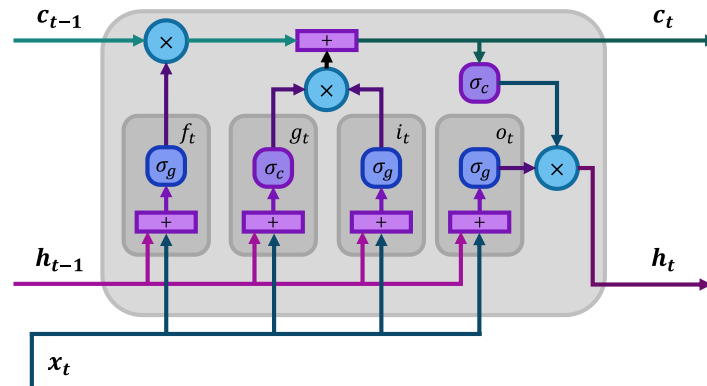 c_{t-1} × + c_t
σ_c
×
f_t g_t i_t o_t
σ_g σ_c σ_g σ_g ×
+ + + +
h_{t-1} h_t
x_t